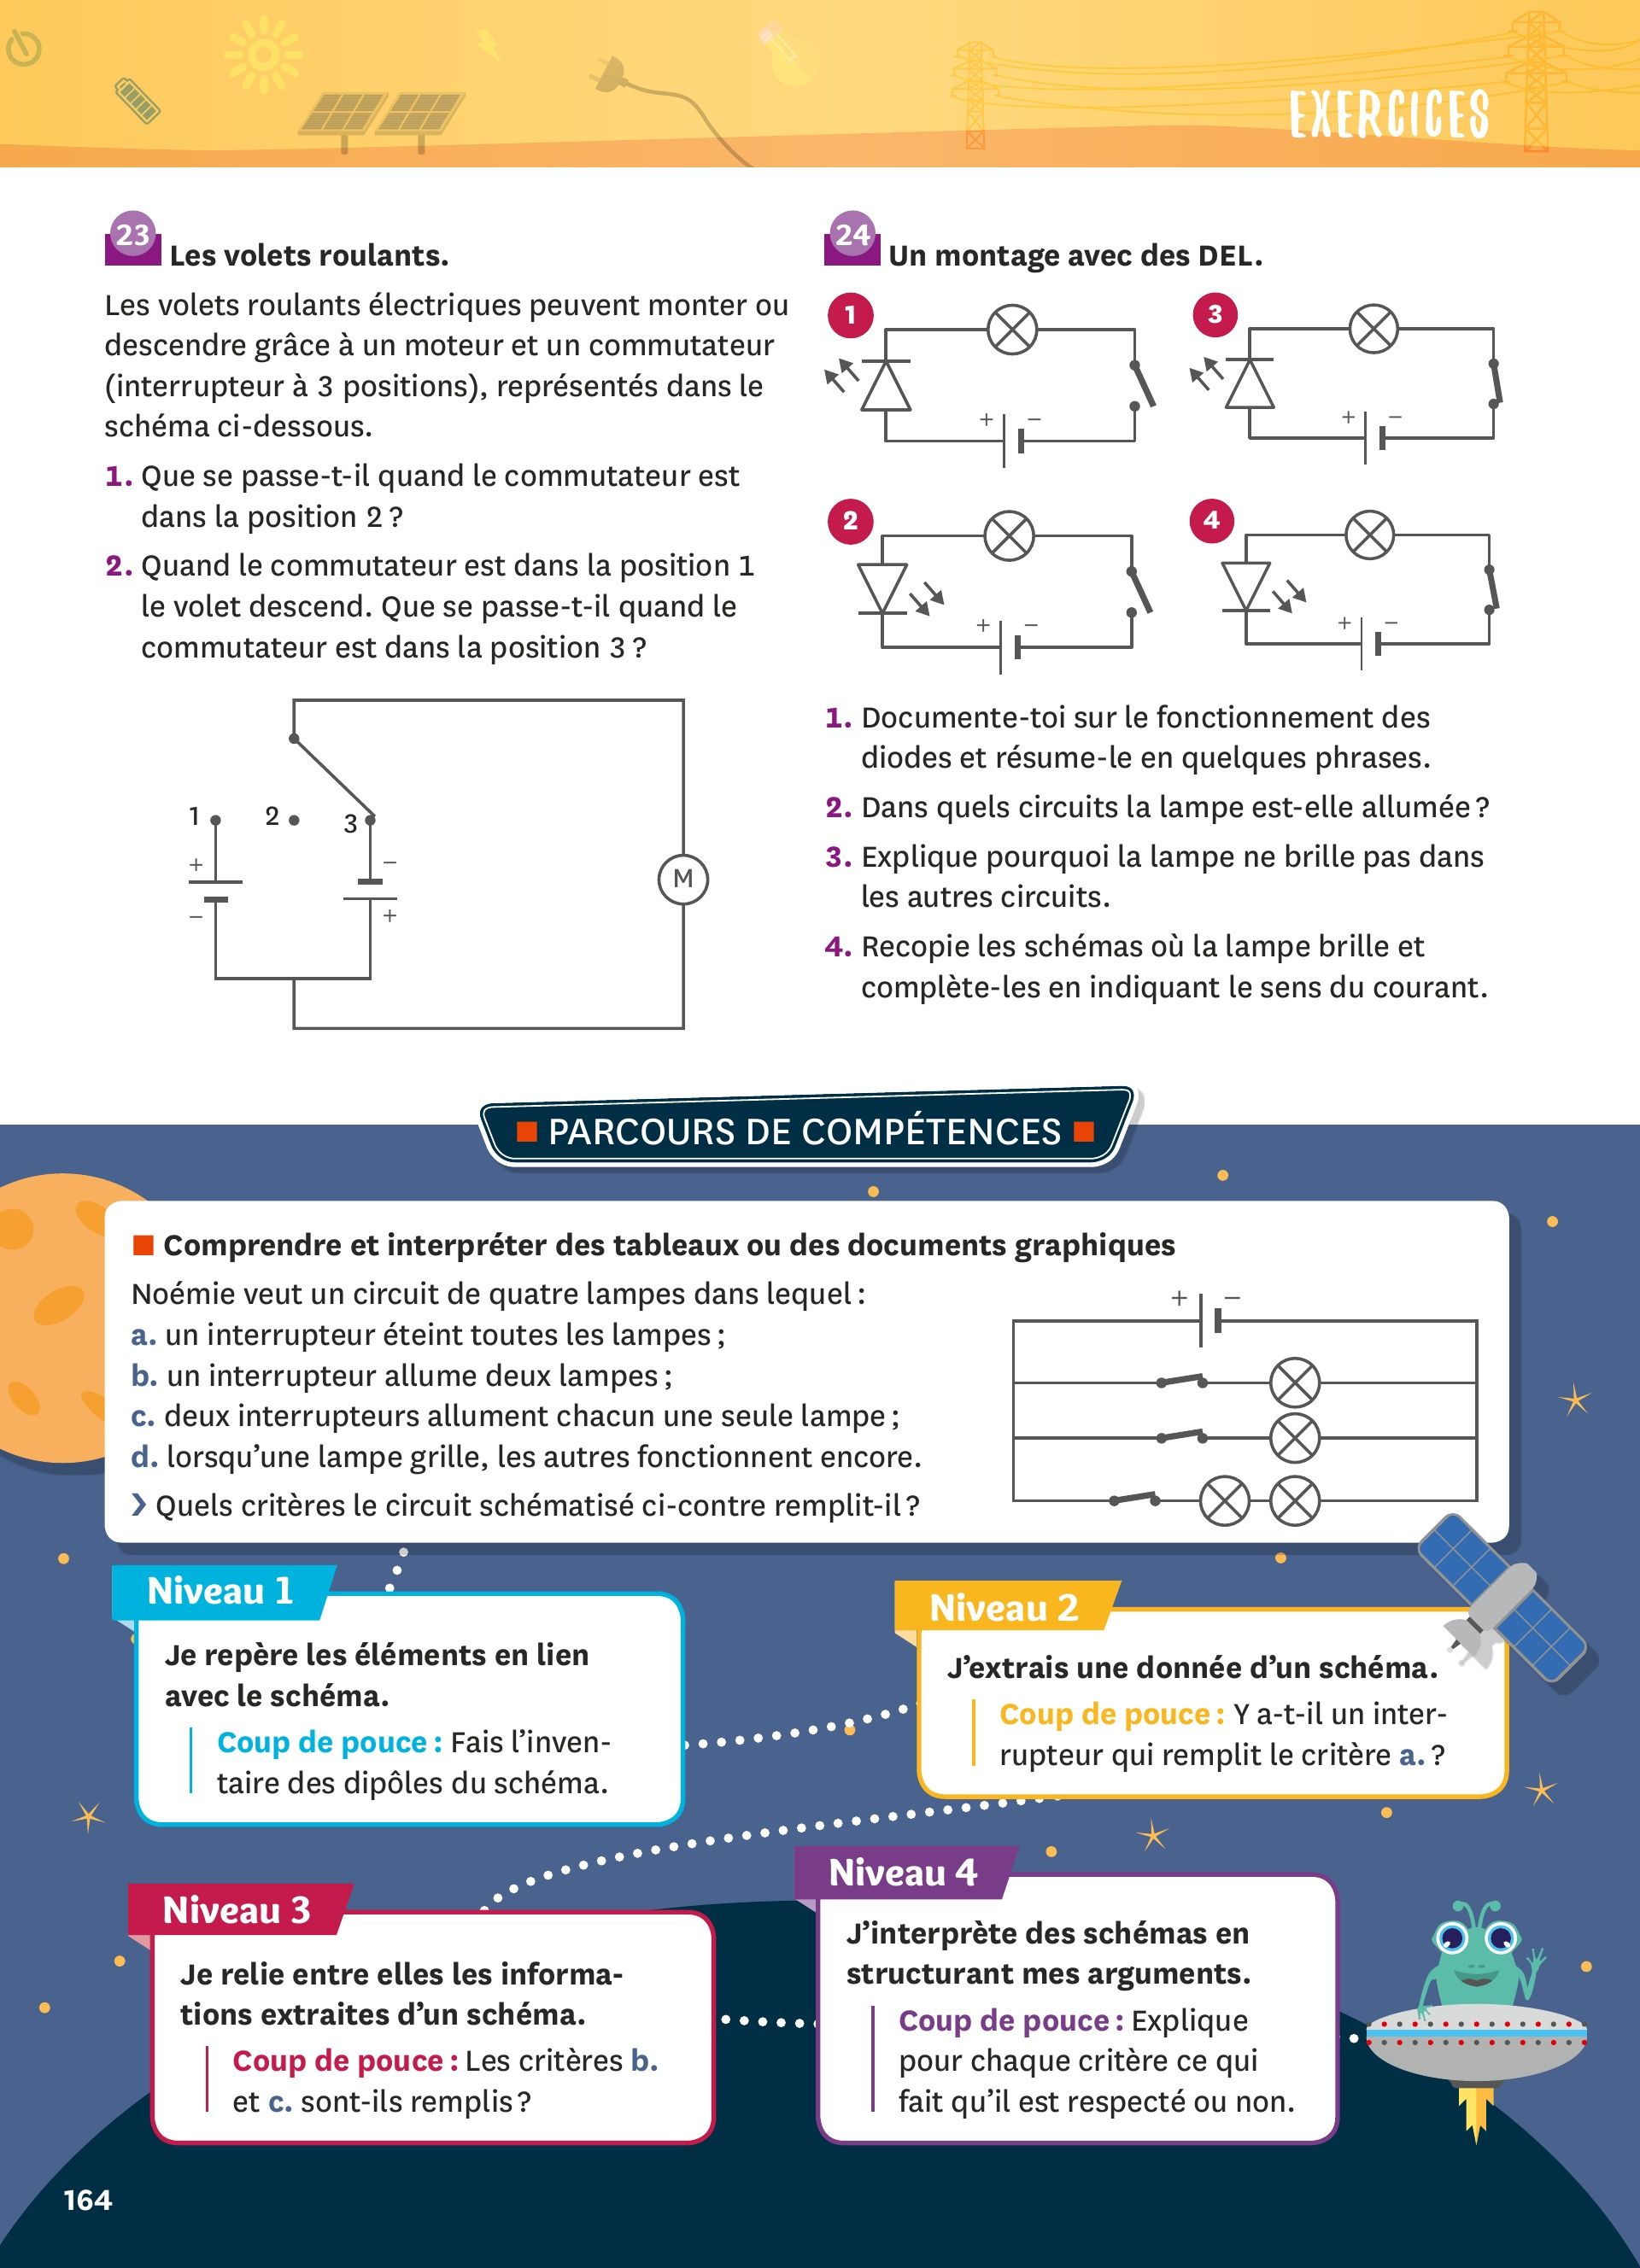 EXERCICES
23 Les volets roulants.
Les volets roulants électriques peuvent monter ou
descendre grâce à un moteur et un commutateur
(interrupteur à 3 positions), représentés dans le
schéma ci-dessous.
1. Que se passe-t-il quand le commutateur est
dans la position 2 ?
2. Quand le commutateur est dans la position 1
le volet descend. Que se passe-t-il quand le
commutateur est dans la position 3 ?
1 2 3
+ −
− +
M
24 Un montage avec des DEL.
1 3
+ − + −
2 4
+ − + −
1. Documente-toi sur le fonctionnement des
diodes et résume-le en quelques phrases.
2. Dans quels circuits la lampe est-elle allumée ?
3. Explique pourquoi la lampe ne brille pas dans
les autres circuits.
4. Recopie les schémas où la lampe brille et
complète-les en indiquant le sens du courant.
PARCOURS DE COMPÉTENCES
Comprendre et interpréter des tableaux ou des documents graphiques
Noémie veut un circuit de quatre lampes dans lequel :
a. un interrupteur éteint toutes les lampes ;
b. un interrupteur allume deux lampes ;
c. deux interrupteurs allument chacun une seule lampe ;
d. lorsqu'une lampe grille, les autres fonctionnent encore.
› Quels critères le circuit schématisé ci-contre remplit-il ?
+ −
Niveau 1
Je repère les éléments en lien
avec le schéma.
Coup de pouce : Fais l'inven-
taire des dipôles du schéma.
Niveau 2
J'extrais une donnée d'un schéma.
Coup de pouce : Y a-t-il un inter-
rupteur qui remplit le critère a. ?
Niveau 3
Je relie entre elles les informa-
tions extraites d'un schéma.
Coup de pouce : Les critères b.
et c. sont-ils remplis ?
Niveau 4
J'interprète des schémas en
structurant mes arguments.
Coup de pouce : Explique
pour chaque critère ce qui
fait qu'il est respecté ou non.
164